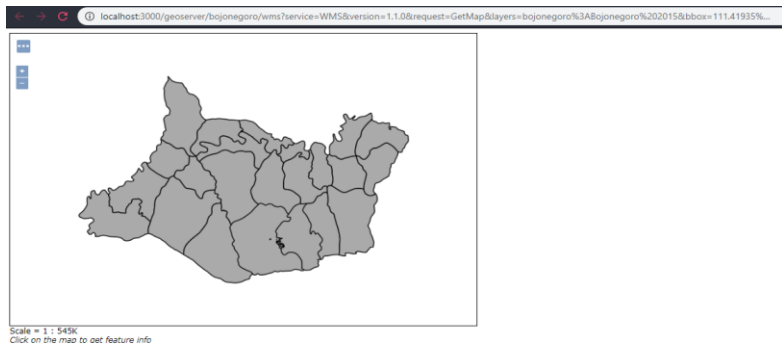 localhost:3000/geoserver/bojonegoro/wms?service=WMS&version=1.1.0&request=GetMap&layers=bojonegoro%3ABojonegoro%202015&bbox=111.41935%...
Scale = 1 : 545K
Click on the map to get feature info